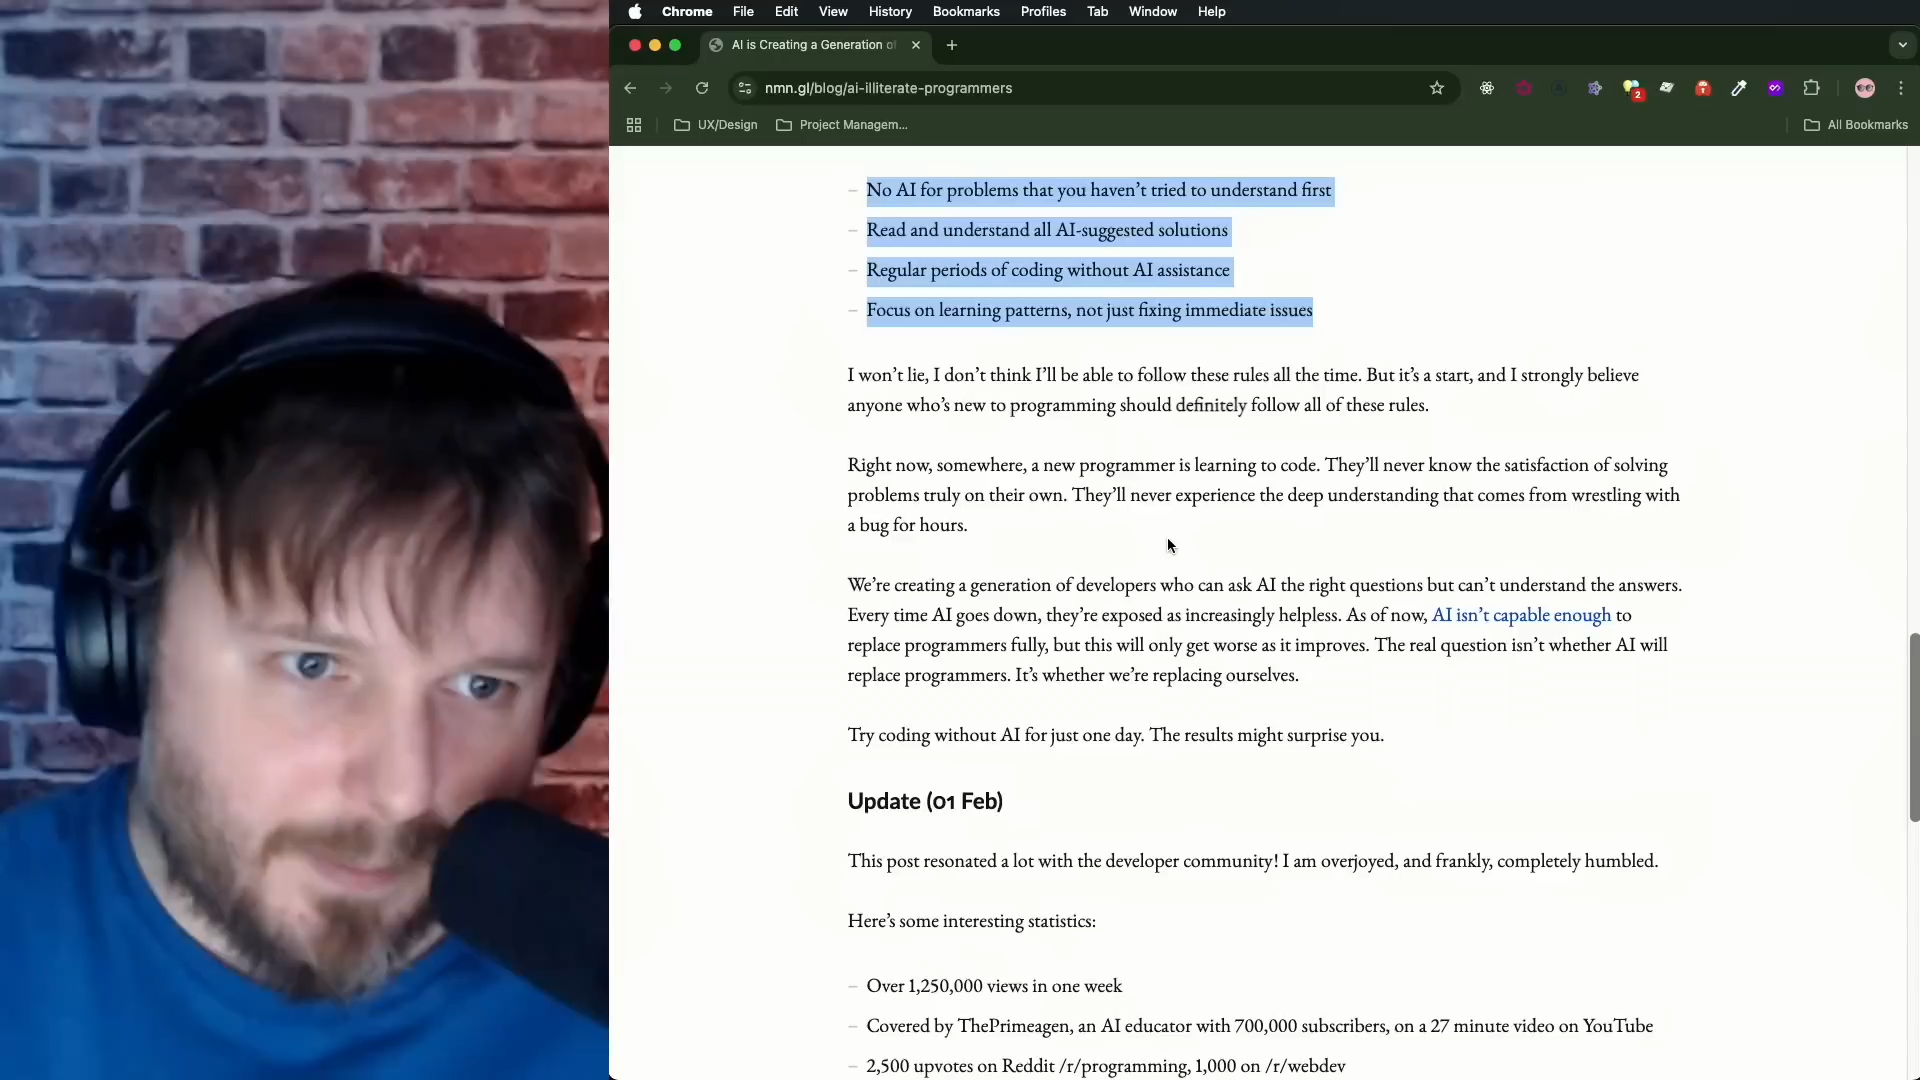 Chrome File Edit View History Bookmarks Profiles Tab Window Help
AI is Creating a Generation of
nmn.gl/blog/ai-illiterate-programmers
2
UX/Design Project Managem... All Bookmarks
– No AI for problems that you haven’t tried to understand first
– Read and understand all AI-suggested solutions
– Regular periods of coding without AI assistance
– Focus on learning patterns, not just fixing immediate issues
I won’t lie, I don’t think I’ll be able to follow these rules all the time. But it’s a start, and I strongly believe
anyone who’s new to programming should definitely follow all of these rules.
Right now, somewhere, a new programmer is learning to code. They’ll never know the satisfaction of solving
problems truly on their own. They’ll never experience the deep understanding that comes from wrestling with
a bug for hours.
We’re creating a generation of developers who can ask AI the right questions but can’t understand the answers.
Every time AI goes down, they’re exposed as increasingly helpless. As of now, AI isn’t capable enough to
replace programmers fully, but this will only get worse as it improves. The real question isn’t whether AI will
replace programmers. It’s whether we’re replacing ourselves.
Try coding without AI for just one day. The results might surprise you.
Update (01 Feb)
This post resonated a lot with the developer community! I am overjoyed, and frankly, completely humbled.
Here’s some interesting statistics:
– Over 1,250,000 views in one week
– Covered by ThePrimeagen, an AI educator with 700,000 subscribers, on a 27 minute video on YouTube
– 2,500 upvotes on Reddit /r/programming, 1,000 on /r/webdev